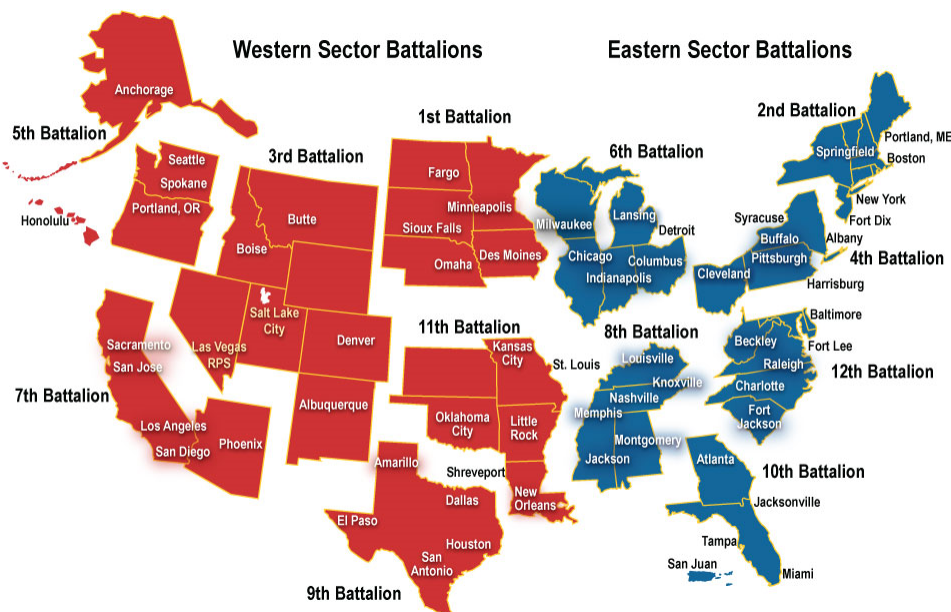 Western Sector Battalions
Eastern Sector Battalions
5th Battalion
Anchorage
Seattle
Spokane
Portland, OR
Honolulu
3rd Battalion
Butte
Boise
Salt Lake
City
Las Vegas
RPS
Denver
Albuquerque
1st Battalion
Fargo
Minneapolis
Sioux Falls
Omaha
Des Moines
7th Battalion
Sacramento
San Jose
Los Angeles
San Diego
Phoenix
11th Battalion
Kansas
City
St. Louis
Oklahoma
City
Little
Rock
Shreveport
New
Orleans
9th Battalion
Amarillo
Dallas
El Paso
Houston
San
Antonio
6th Battalion
Milwaukee
Lansing
Detroit
Chicago
Columbus
Indianapolis
2nd Battalion
Portland, ME
Springfield
Boston
New York
Fort Dix
4th Battalion
Syracuse
Buffalo
Albany
Pittsburgh
Cleveland
Harrisburg
8th Battalion
Louisville
Knoxville
Nashville
Memphis
Montgomery
Jackson
12th Battalion
Baltimore
Beckley
Fort Lee
Raleigh
Charlotte
Fort
Jackson
10th Battalion
Atlanta
Jacksonville
Tampa
San Juan
Miami